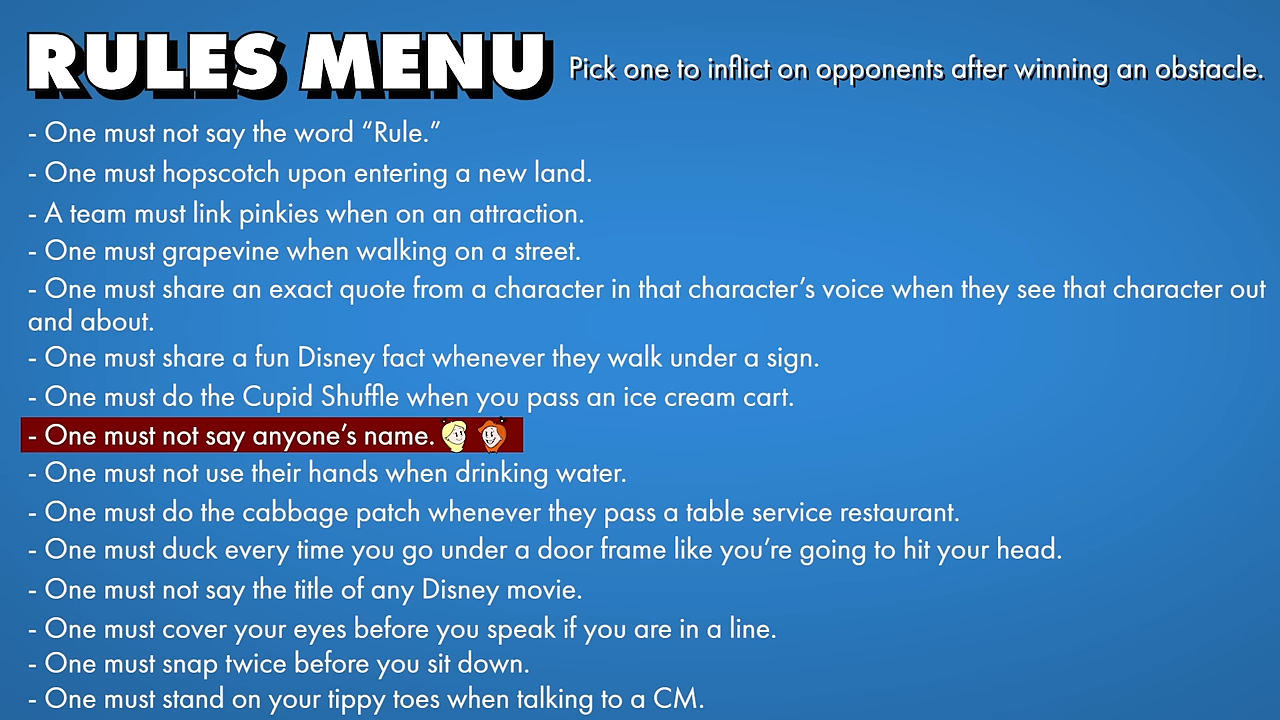 RULES MENU Pick one to inflict on opponents after winning an obstacle.
- One must not say the word “Rule.”
- One must hopscotch upon entering a new land.
- A team must link pinkies when on an attraction.
- One must grapevine when walking on a street.
- One must share an exact quote from a character in that character’s voice when they see that character out
and about.
- One must share a fun Disney fact whenever they walk under a sign.
- One must do the Cupid Shuffle when you pass an ice cream cart.
- One must not say anyone’s name.
- One must not use their hands when drinking water.
- One must do the cabbage patch whenever they pass a table service restaurant.
- One must duck every time you go under a door frame like you’re going to hit your head.
- One must not say the title of any Disney movie.
- One must cover your eyes before you speak if you are in a line.
- One must snap twice before you sit down.
- One must stand on your tippy toes when talking to a CM.